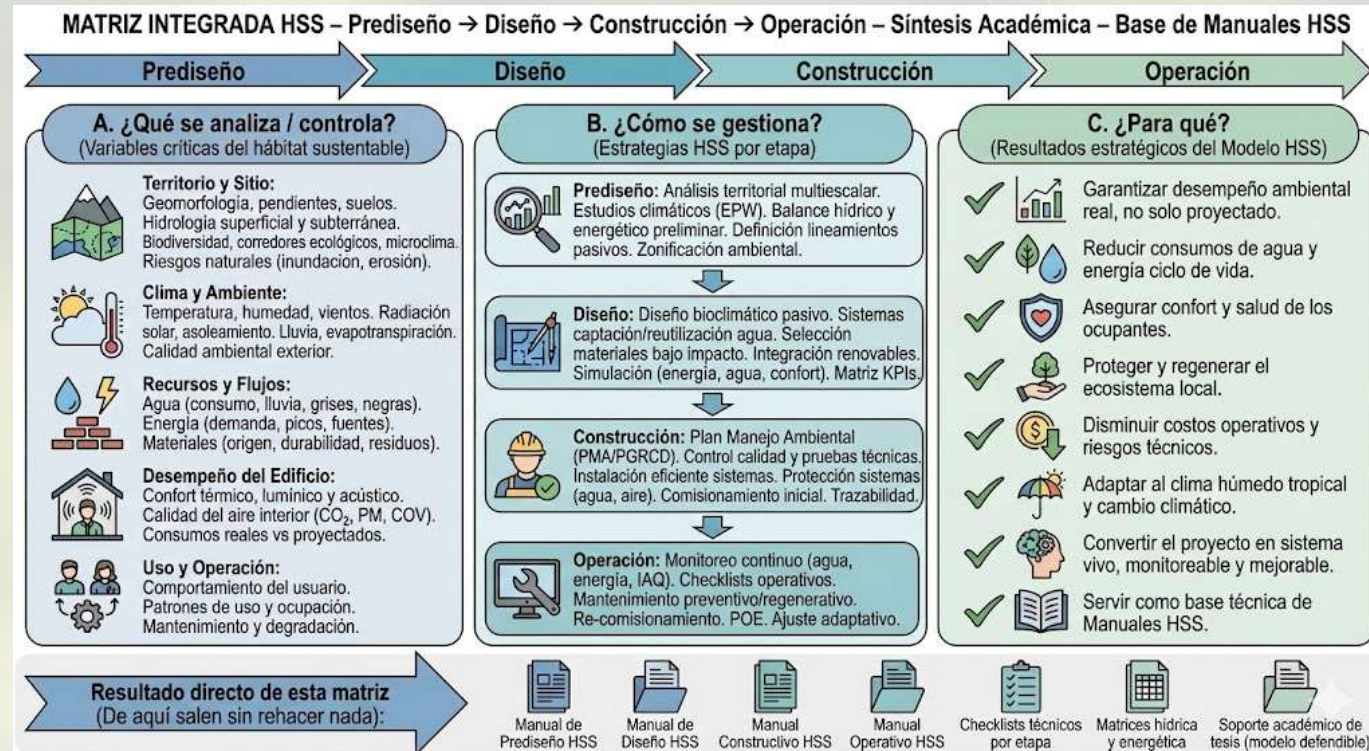 MATRIZ INTEGRADA HSS – Prediseño → Diseño → Construcción → Operación – Síntesis Académica – Base de Manuales HSS
Prediseño
Diseño
Construcción
Operación
A. ¿Qué se analiza / controla?
(Variables críticas del hábitat sustentable)
Territorio y Sitio:
Geomorfología, pendientes, suelos.
Hidrologia superficial y subterránea.
Biodiversidad, corredores ecológicos, microclima.
Riesgos naturales (inundación, erosión).
Clima y Ambiente:
Temperatura, humedad, vientos. Radiación
solar, asoleamiento. Lluvia, evapotranspiración.
Calidad ambiental exterior.
Recursos y Flujos:
Agua (consumo, lluvia, grises, negras).
Energía (demanda, picos, fuentes).
Materiales (origen, durabilidad, residuos).
Desempeño del Edificio:
Confort térmico, lumínico y acústico.
Calidad del aire interior (CO₂, PM, COV).
Consumos reales vs proyectados.
Uso y Operación:
Comportamiento del usuario.
Patrones de uso y ocupación.
Mantenimiento y degradación.
B. ¿Cómo se gestiona?
(Estrategias HSS por etapa)
Prediseño: Análisis territorial multiescalar.
Estudios climáticos (EPW). Balance hídrico y
energético preliminar. Definición lineamientos
pasivos. Zonificación ambiental.
Diseño: Diseño bioclimático pasivo. Sistemas
captación/reutilización agua. Selección
materiales bajo impacto. Integración renovables.
Simulación (energía, agua, confort). Matriz KPIs.
Construcción: Plan Manejo Ambiental
(PMA/PGRCD). Control calidad y pruebas técnicas.
Instalación eficiente sistemas. Protección sistemas
(agua, aire). Comisionamiento inicial. Trazabilidad.
Operación: Monitoreo continuo (agua,
energía, IAQ). Checklists operativos.
Mantenimiento preventivo/regenerativo.
Re-comisionamiento. POE. Ajuste adaptativo.
C. ¿Para qué?
(Resultados estratégicos del Modelo HSS)
Garantizar desempeño ambiental
real, no solo proyectado.
Reducir consumos de agua y
energía ciclo de vida.
Asegurar confort y salud de los
ocupantes.
Proteger y regenerar el
ecosistema local.
Disminuir costos operativos y
riesgos técnicos.
Adaptar al clima húmedo tropical
y cambio climático.
Convertir el proyecto en sistema
vivo, monitoreable y mejorable.
Servir como base técnica de
Manuales HSS.
Resultado directo de esta matriz
(De aquí salen sin rehacer nada):
Manual de
Prediseño HSS
Manual de
Diseño HSS
Manual
Constructivo HSS
Manual
Operativo HSS
Checklists técnicos
por etapa
Matrices hídrica
y energética
Soporte académico de
tesis (modelo defendible)